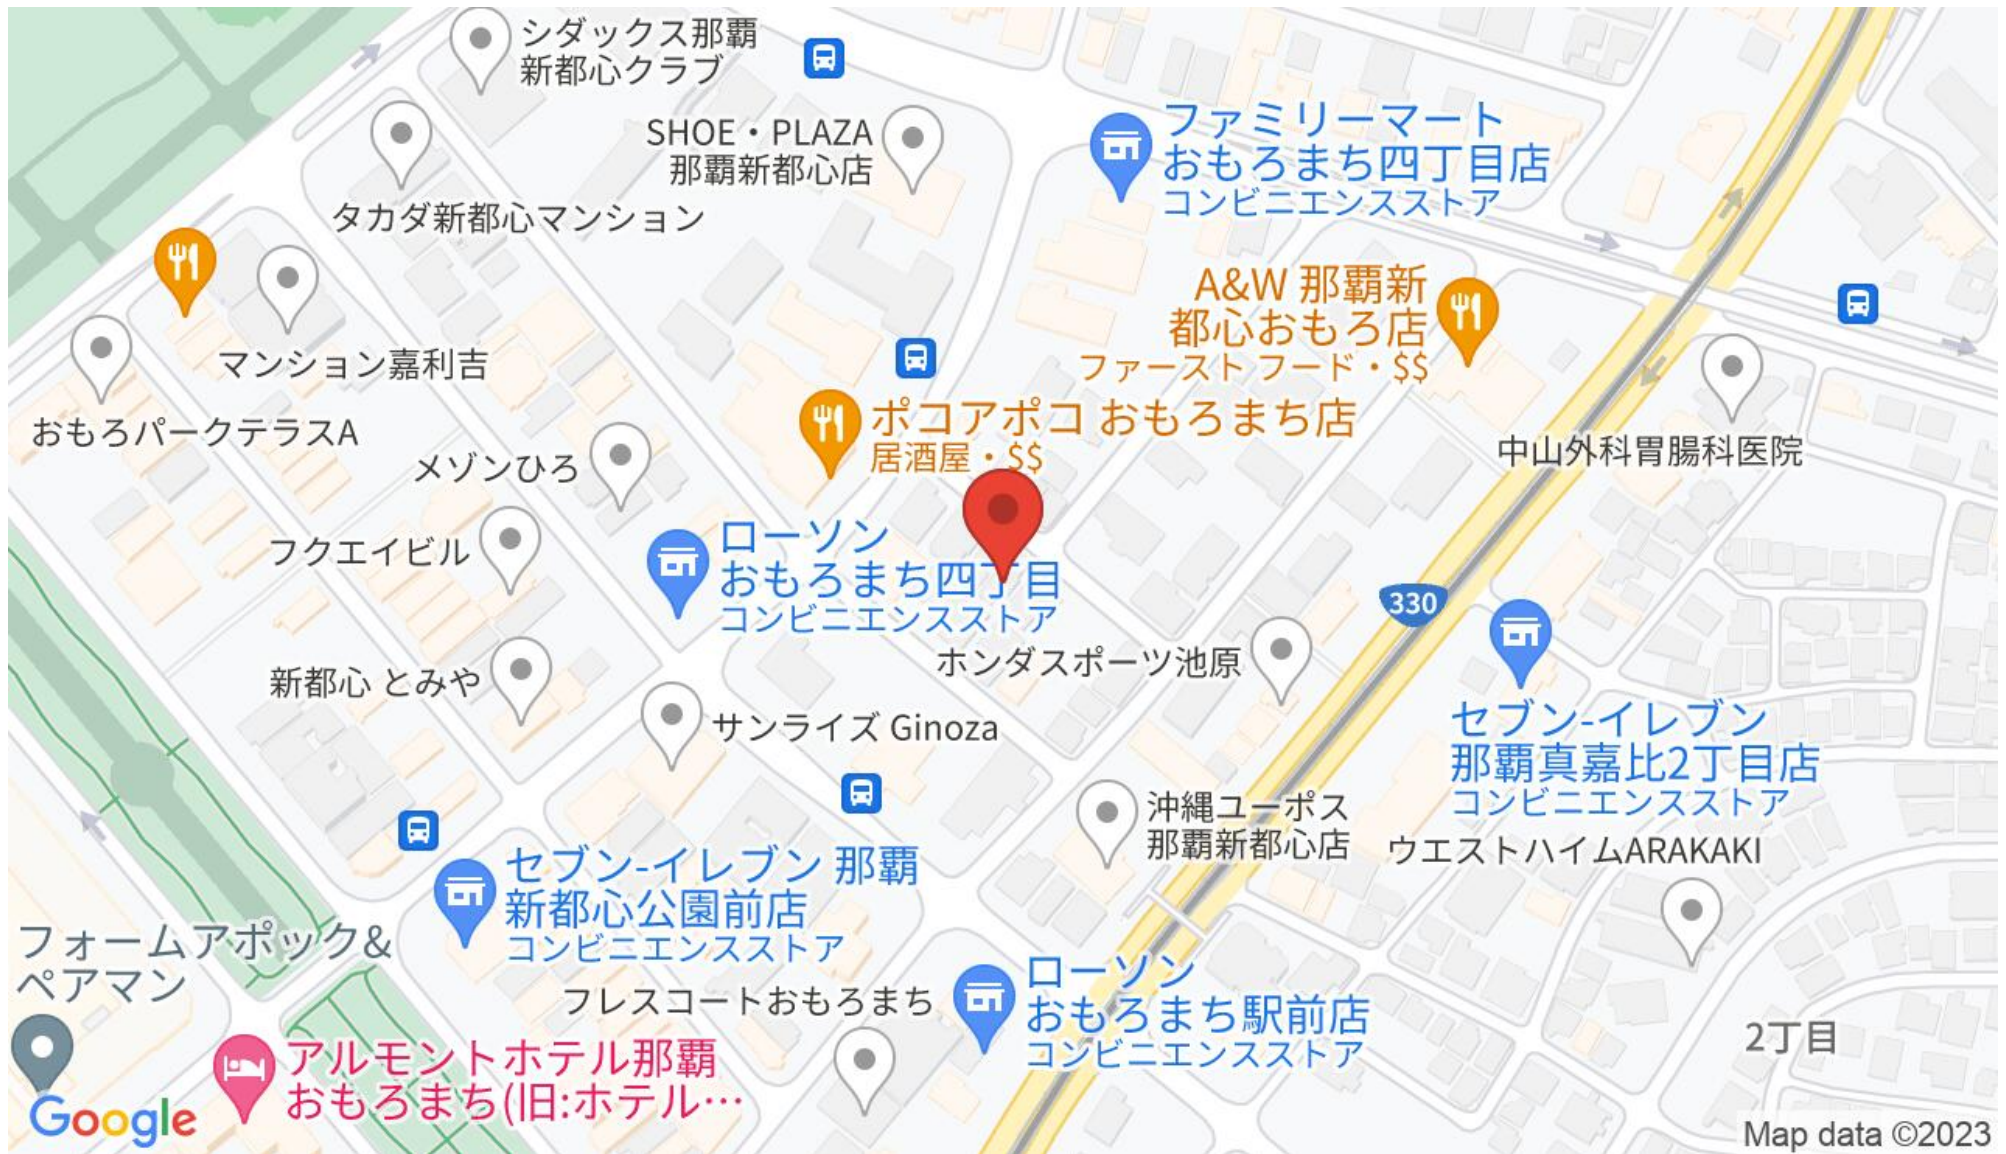 シダックス那覇
新都心クラブ
SHOE・PLAZA
那覇新都心店
ファミリーマート
おもろまち四丁目店
コンビニエンスストア
タカダ新都心マンション
A&W 那覇新
都心おもろ店
ファースト フード・$$
マンション嘉利吉
ポコアポコ おもろまち店
居酒屋・$$
おもろパークテラスA
メゾンひろ
中山外科胃腸科医院
フクエイビル
ローソン
おもろまち四丁目
コンビニエンスストア
330
ホンダスポーツ池原
新都心 とみや
サンライズ Ginoza
セブン-イレブン
那覇真嘉比2丁目店
コンビニエンスストア
沖縄ユーポス
那覇新都心店
ウエストハイムARAKAKI
セブン-イレブン 那覇
新都心公園前店
コンビニエンスストア
フォームアポック&
ペアマン
フレスコートおもろまち
ローソン
おもろまち駅前店
コンビニエンスストア
2丁目
アルモントホテル那覇
おもろまち(旧:ホテル…
Google
Map data ©2023